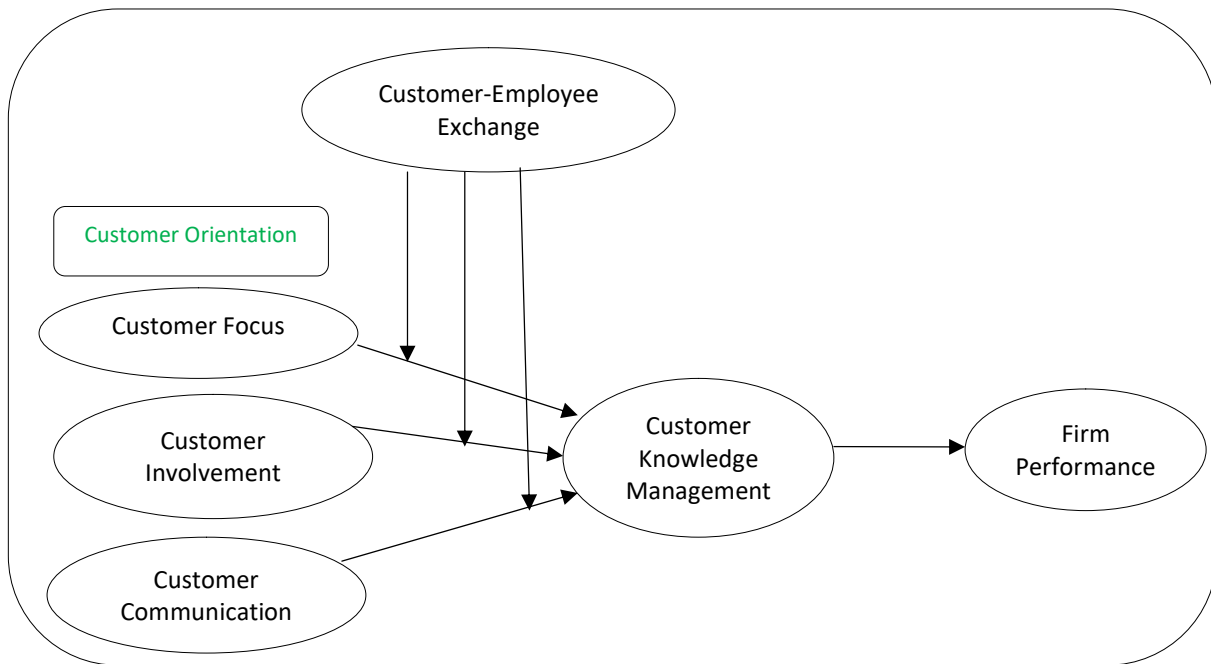 Customer-Employee
Exchange
Customer Orientation
Customer Focus
Customer
Involvement
Customer
Communication
Customer
Knowledge
Management
Firm
Performance